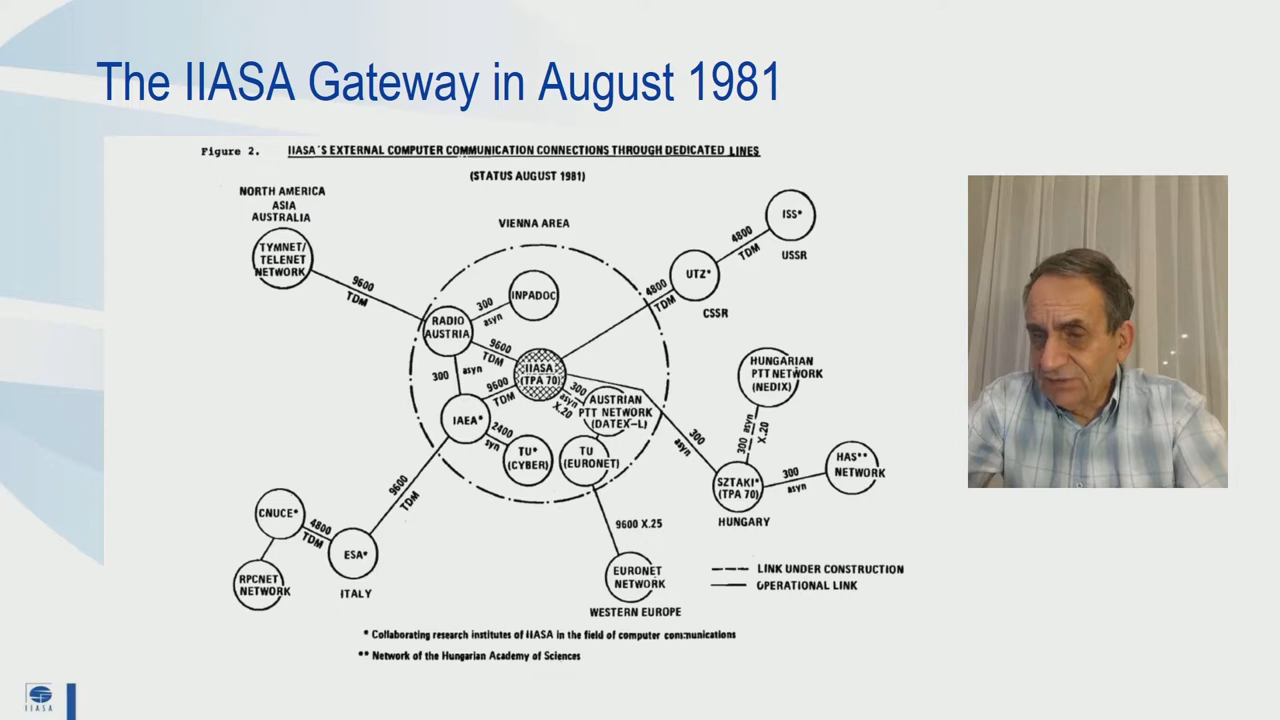 The IIASA Gateway in August 1981
Figure 2. IIASA'S EXTERNAL COMPUTER COMMUNICATION CONNECTIONS THROUGH DEDICATED LINES
(STATUS AUGUST 1981)
NORTH AMERICA
ASIA
AUSTRALIA
TYMNET/
TELENET
NETWORK
9600
TDM
VIENNA AREA
INPADOC
300
asyn
RADIO
AUSTRIA
9600
TDM
300
asyn
IIASA
(TPA 70)
9600
TDM
IAEA*
2400
syn
TU*
(CYBER)
300
asyn
X.20
AUSTRIAN
PTT NETWORK
(DATEX-L)
TU
(EURONET)
4800
TDM
UTZ*
CSSR
4800
TDM
ISS*
USSR
HUNGARIAN
PTT NETWORK
(NEDIX)
300 asyn
X.20
300
asyn
SZTAKI*
(TPA 70)
HUNGARY
300
asyn
HAS**
NETWORK
9600
TDM
CNUCE*
4800
TDM
ESA*
ITALY
RPCNET
NETWORK
9600 X.25
EURONET
NETWORK
WESTERN EUROPE
LINK UNDER CONSTRUCTION
OPERATIONAL LINK
* Collaborating research institutes of IIASA in the field of computer communications
** Network of the Hungarian Academy of Sciences
IIASA